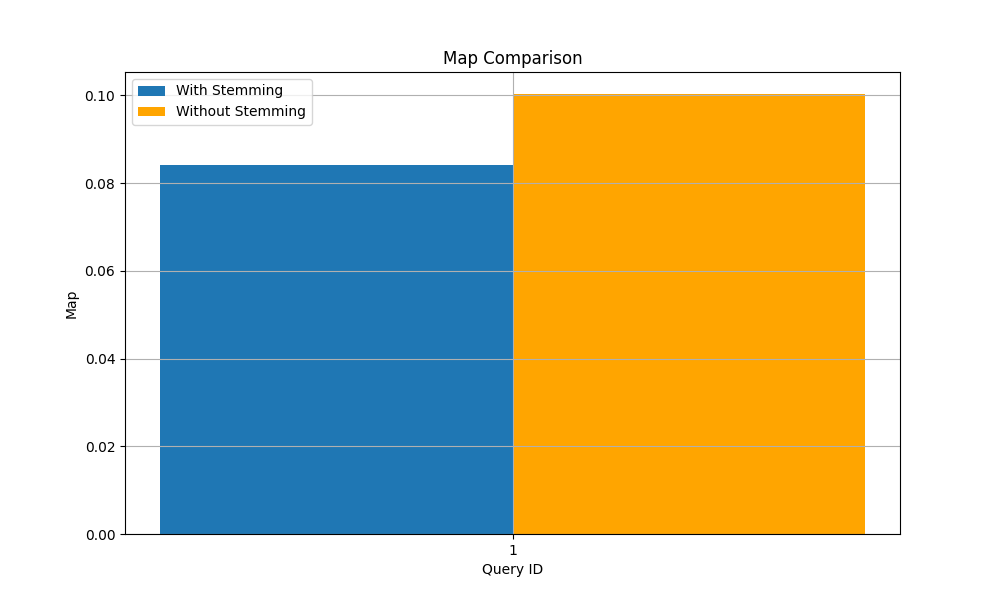 Map Comparison
With Stemming
Without Stemming
0.10
0.08
0.06
0.04
0.02
0.00
Map
1
Query ID